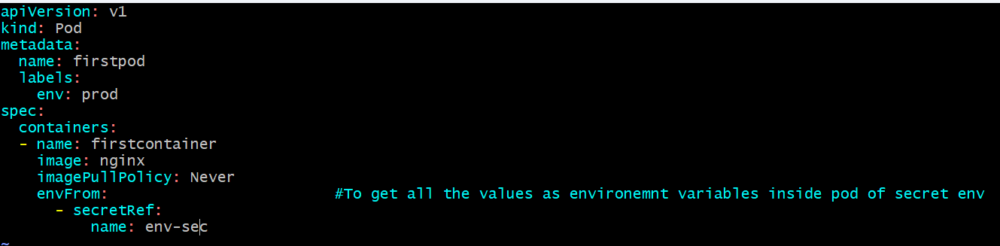 apiVersion: v1
kind: Pod
metadata:
  name: firstpod
  labels:
    env: prod
spec:
  containers:
  - name: firstcontainer
    image: nginx
    imagePullPolicy: Never
    envFrom:                         #To get all the values as environemnt variables inside pod of secret env
      - secretRef:
          name: env-sec
~